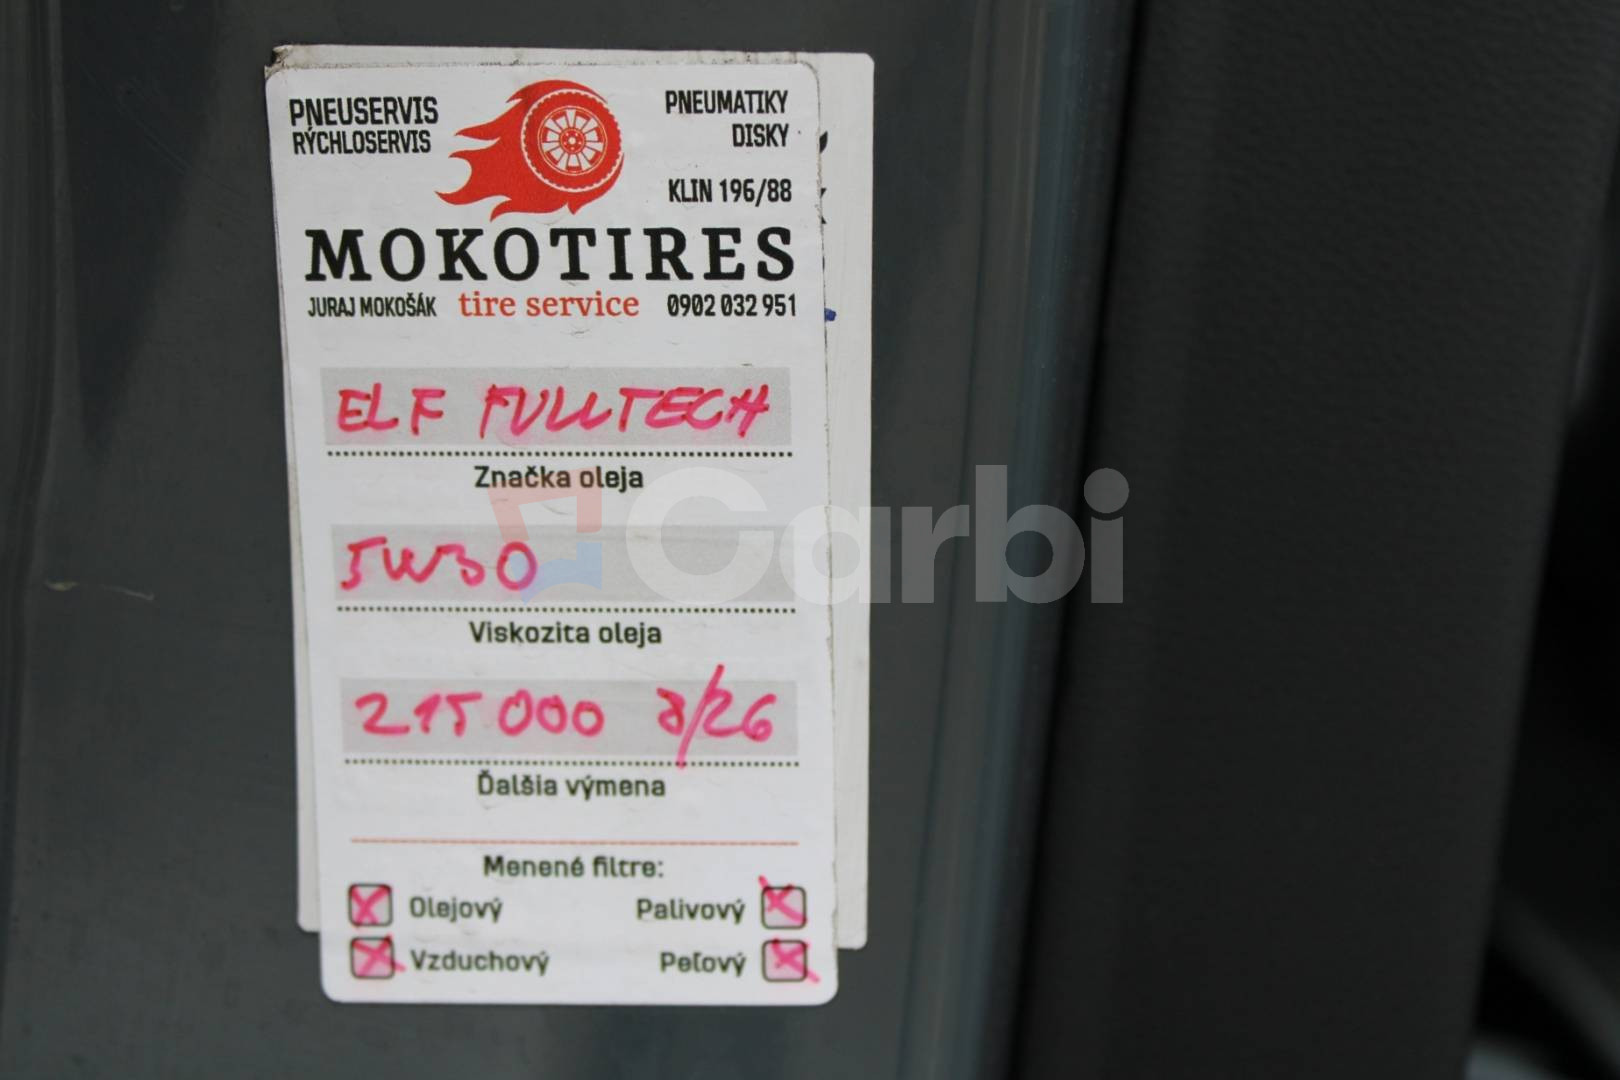 PNEUSERVIS
RÝCHLOSERVIS
PNEUMATIKY
DISKY
KLIN 196/88
MOKOTIRES
JURAJ MOKOŠÁK tire service 0902 032 951
ELF FULLTECH
Značka oleja
5W30
Viskozita oleja
215 000 8/26
Ďalšia výmena
Menené filtre:
Olejový Palivový
Vzduchový Peľový
Carbi